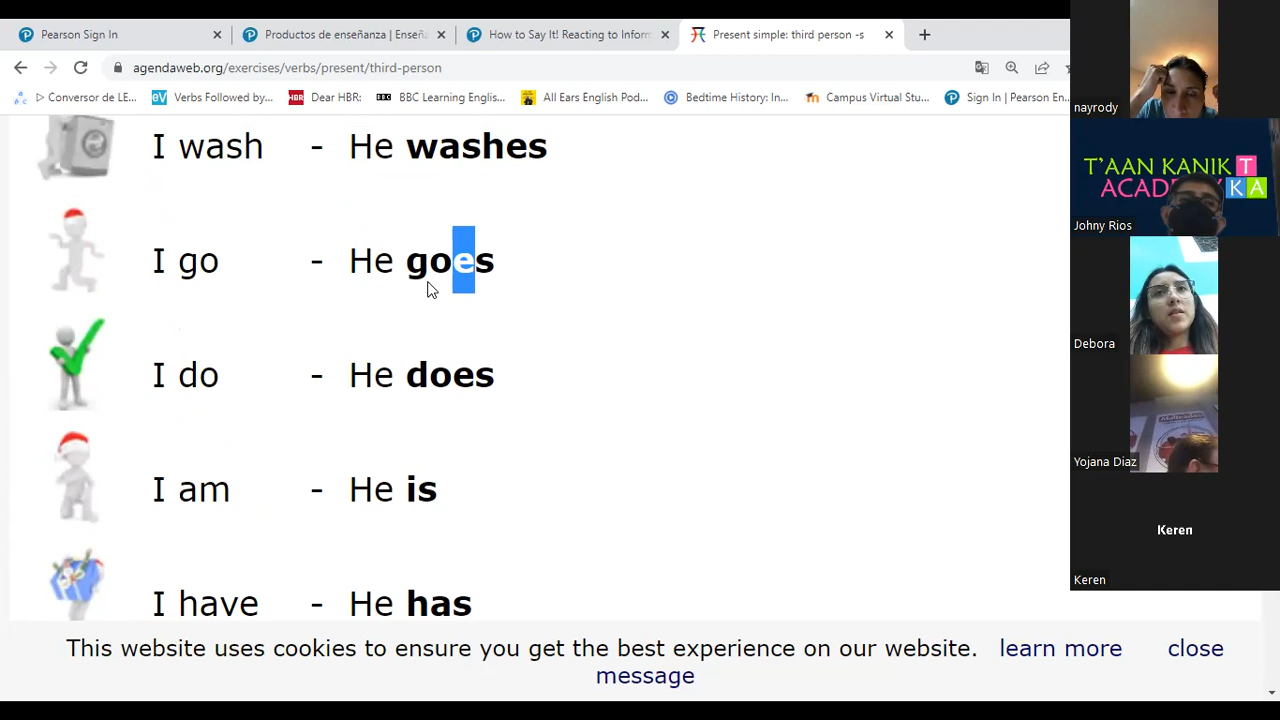 Pearson Sign In
Productos de enseñanza | Enseña
How to Say It! Reacting to Inform
Present simple: third person -s
agendaweb.org/exercises/verbs/present/third-person
Conversor de LE...
Verbs Followed by...
Dear HBR:
BBC Learning Englis...
All Ears English Pod...
Bedtime History: In...
Campus Virtual Stu...
Sign In | Pearson En...
I wash - He washes
I go - He goes
I do - He does
I am - He is
I have - He has
This website uses cookies to ensure you get the best experience on our website. learn more close
message
nayrody
T'AAN KANIK T
ACAD KA
Johny Rios
Debora
Yojana Diaz
Keren
Keren